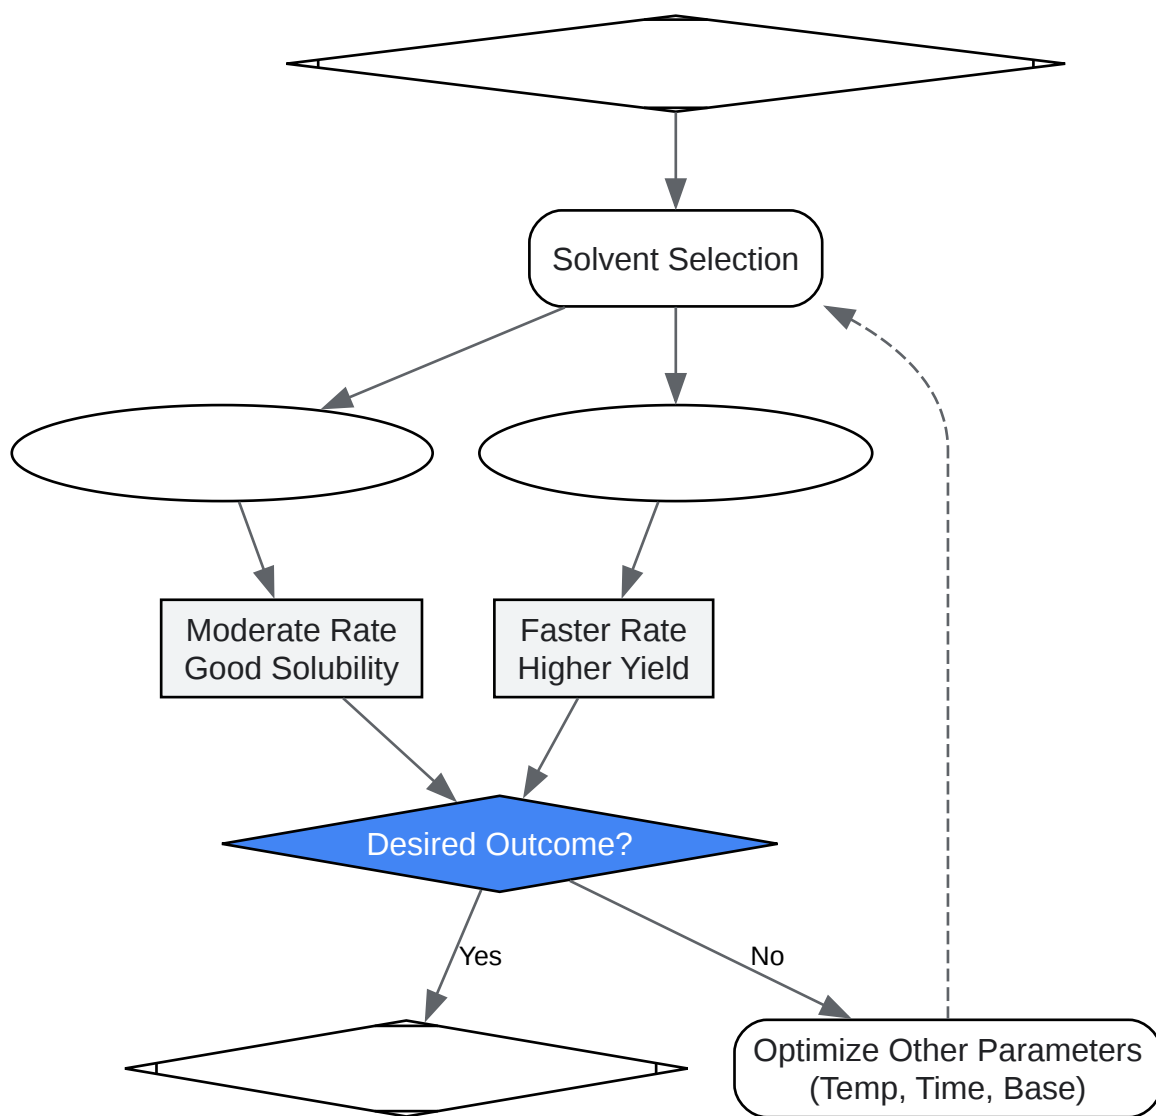 Solvent Selection
Moderate Rate
Good Solubility
Faster Rate
Higher Yield
Desired Outcome?
Yes
No
Optimize Other Parameters
(Temp, Time, Base)